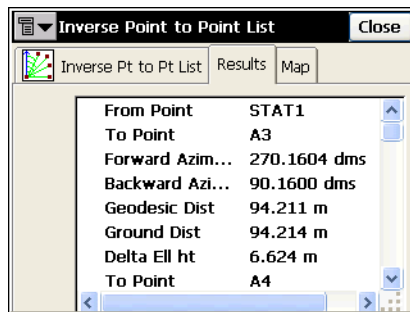 Inverse Point to Point List Close
Inverse Pt to Pt List Results Map
From Point STAT1
To Point A3
Forward Azim... 270.1604 dms
Backward Azi... 90.1600 dms
Geodesic Dist 94.211 m
Ground Dist 94.214 m
Delta Ell ht 6.624 m
To Point A4